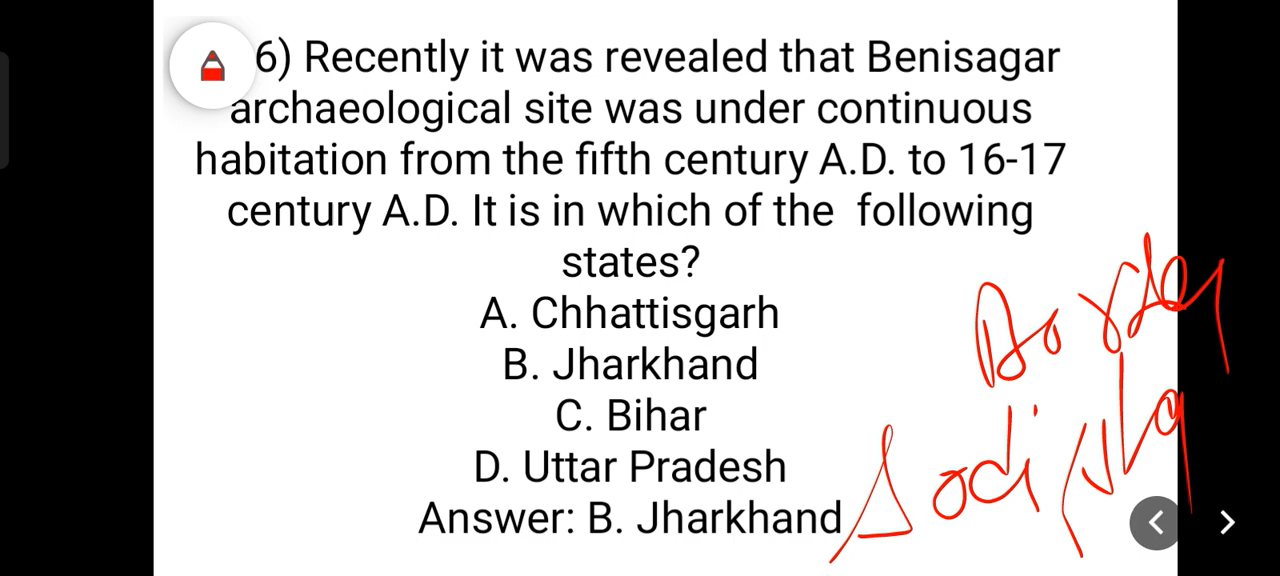 6) Recently it was revealed that Benisagar
archaeological site was under continuous
habitation from the fifth century A.D. to 16-17
century A.D. It is in which of the following
states?
A. Chhattisgarh
B. Jharkhand
C. Bihar
D. Uttar Pradesh
Answer: B. Jharkhand